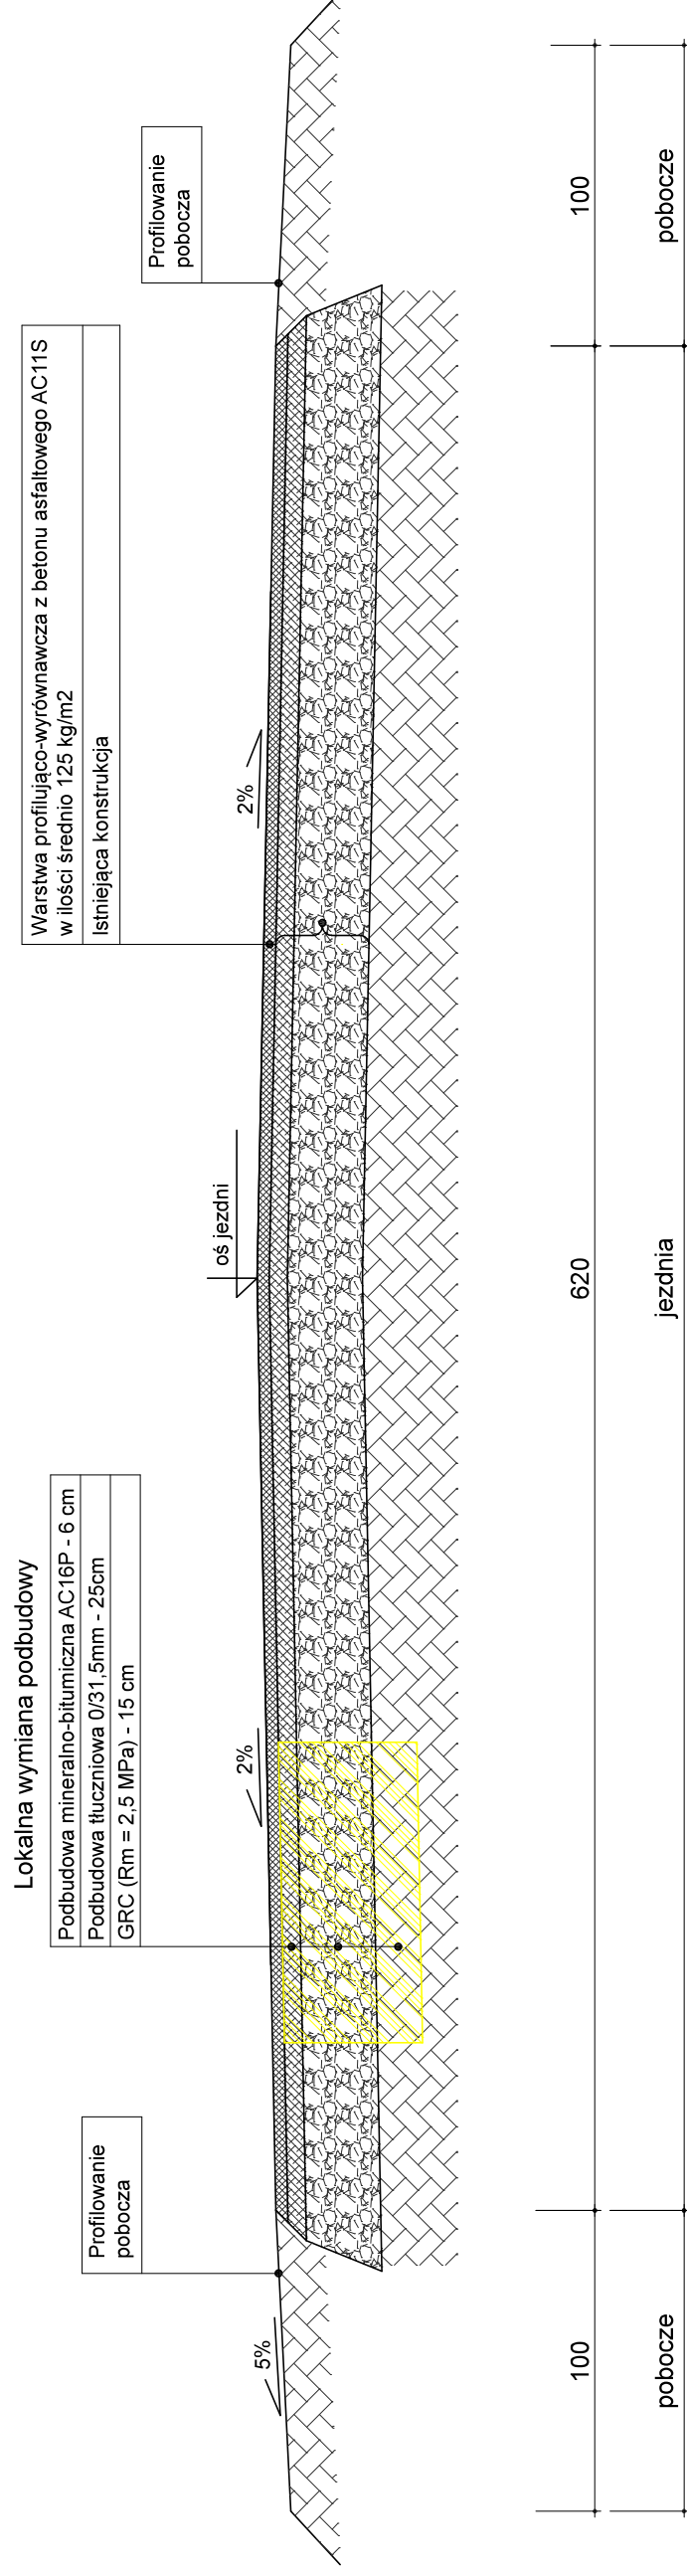 Lokalna wymiana podbudowy
Podbudowa mineralno-bitumiczna AC16P - 6 cm
Podbudowa tłuczniowa 0/31,5mm - 25cm
GRC (Rm = 2,5 MPa) - 15 cm
Warstwa profilująco-wyrównawcza z betonu asfaltowego AC11S
w ilości średnio 125 kg/m2
Istniejąca konstrukcja
Profilowanie
pobocza
Profilowanie
pobocza
5%
2%
oś jezdni
2%
100
620
100
pobocze
jezdnia
pobocze